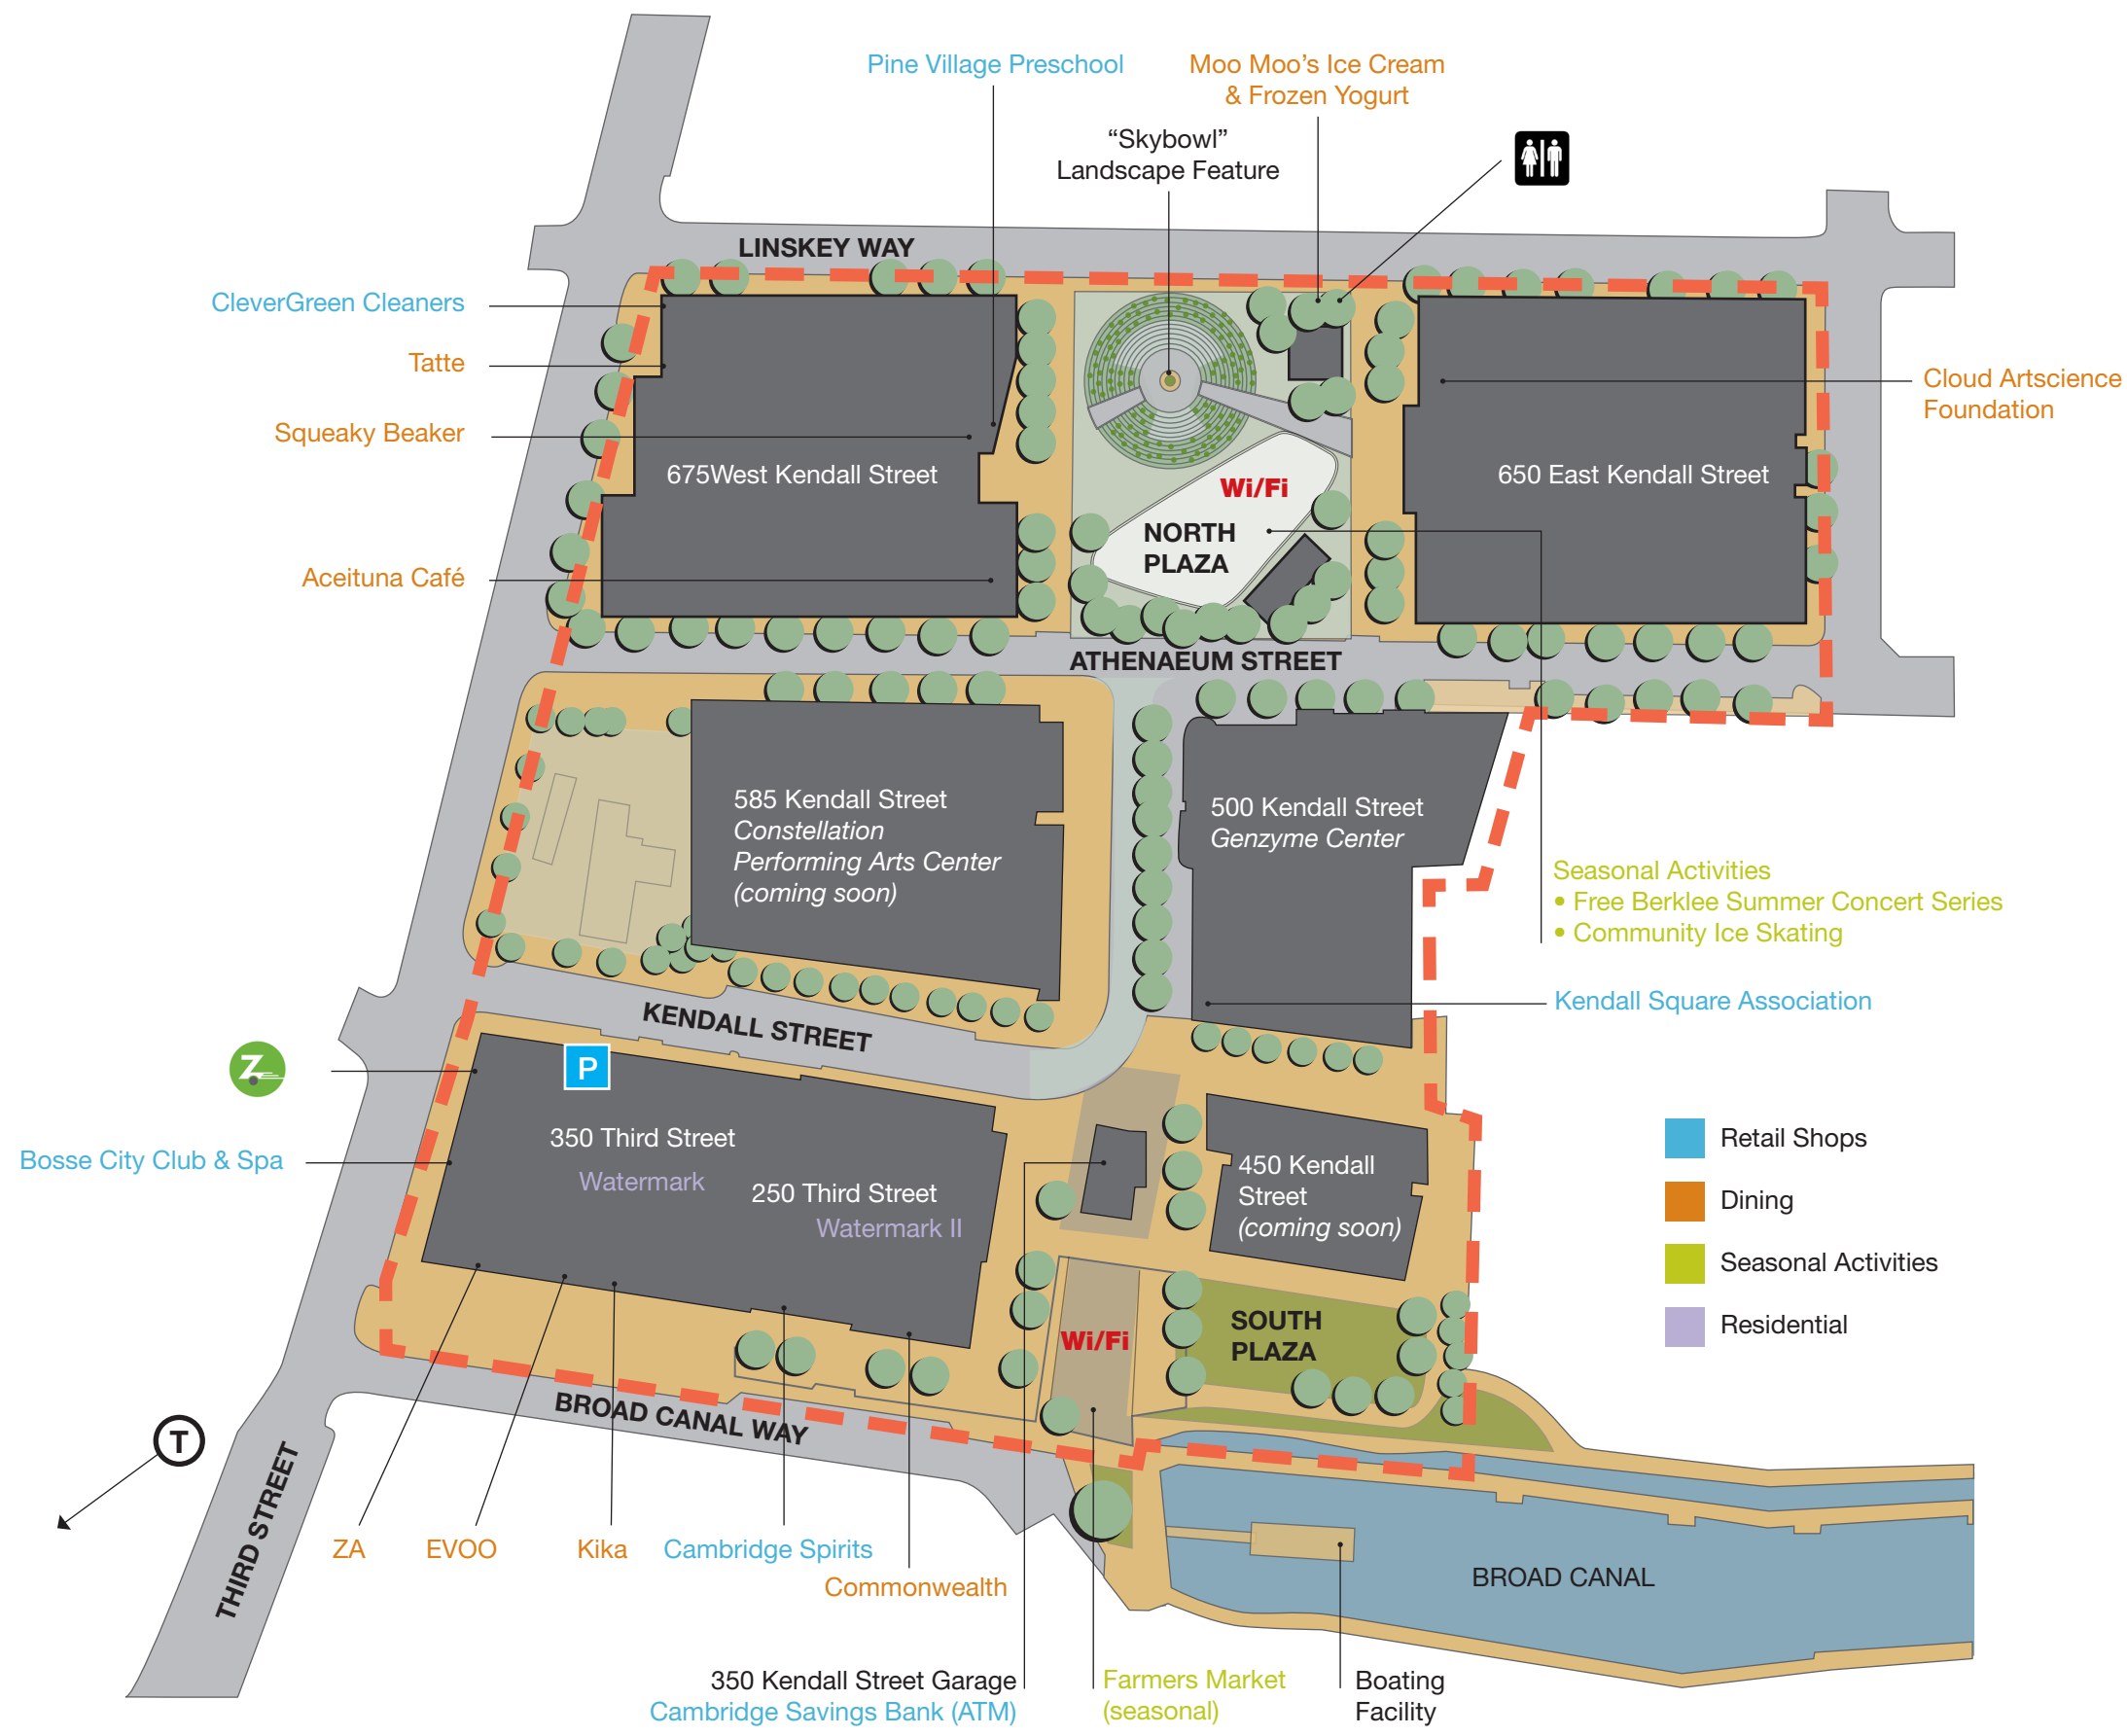 Pine Village Preschool
Moo Moo’s Ice Cream
& Frozen Yogurt
“Skybowl”
Landscape Feature
LINSKEY WAY
CleverGreen Cleaners
Tatte
Squeaky Beaker
Aceituna Café
675West Kendall Street
Wi/Fi
NORTH
PLAZA
650 East Kendall Street
Cloud Artscience
Foundation
ATHENAEUM STREET
585 Kendall Street
Constellation
Performing Arts Center
(coming soon)
500 Kendall Street
Genzyme Center
Seasonal Activities
• Free Berklee Summer Concert Series
• Community Ice Skating
Kendall Square Association
KENDALL STREET
Z
P
350 Third Street
Watermark
250 Third Street
Watermark II
Bosse City Club & Spa
450 Kendall
Street
(coming soon)
Retail Shops
Dining
Seasonal Activities
Residential
SOUTH
PLAZA
Wi/Fi
BROAD CANAL WAY
T
THIRD STREET
ZA
EVOO
Kika
Cambridge Spirits
Commonwealth
BROAD CANAL
350 Kendall Street Garage
Cambridge Savings Bank (ATM)
Farmers Market
(seasonal)
Boating
Facility